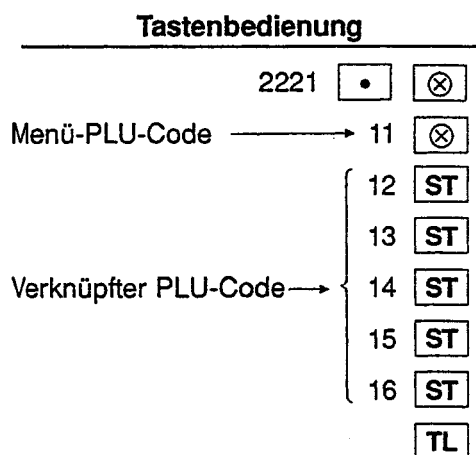 Tastenbedienung
2221 • ⊗
Menü-PLU-Code → 11 ⊗
12 ST
13 ST
Verknüpfter PLU-Code → 14 ST
15 ST
16 ST
TL